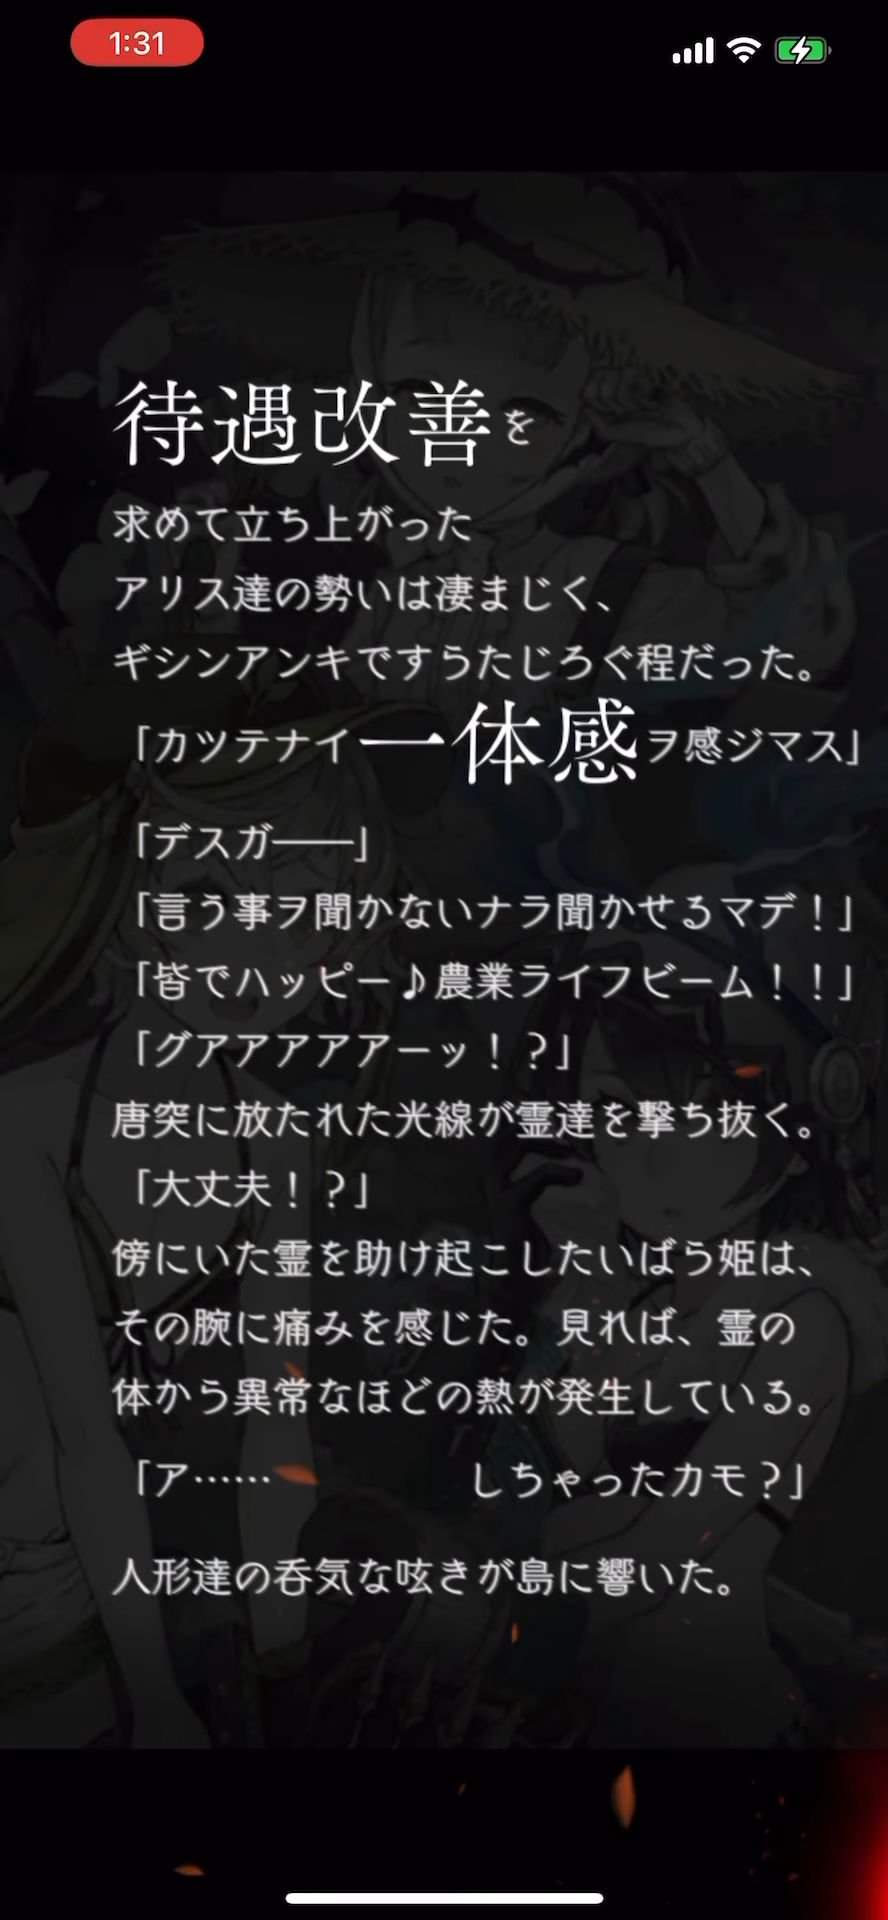 1:31
待遇改善を
求めて立ち上がった
アリス達の勢いは凄まじく、
ギシンアンキですらたじろぐ程だった。
「カツテナイ一体感ヲ感ジマス」
「デスガ――」
「言う事ヲ聞かないナラ聞かせるマデ！」
「皆でハッピー♪農業ライフビーム！！」
「グアアアアアーッ！？」
唐突に放たれた光線が霊達を撃ち抜く。
「大丈夫！？」
傍にいた霊を助け起こしたいばら姫は、
その腕に痛みを感じた。見れば、霊の
体から異常なほどの熱が発生している。
「ア……　　　　　しちゃったカモ？」
人形達の呑気な呟きが島に響いた。